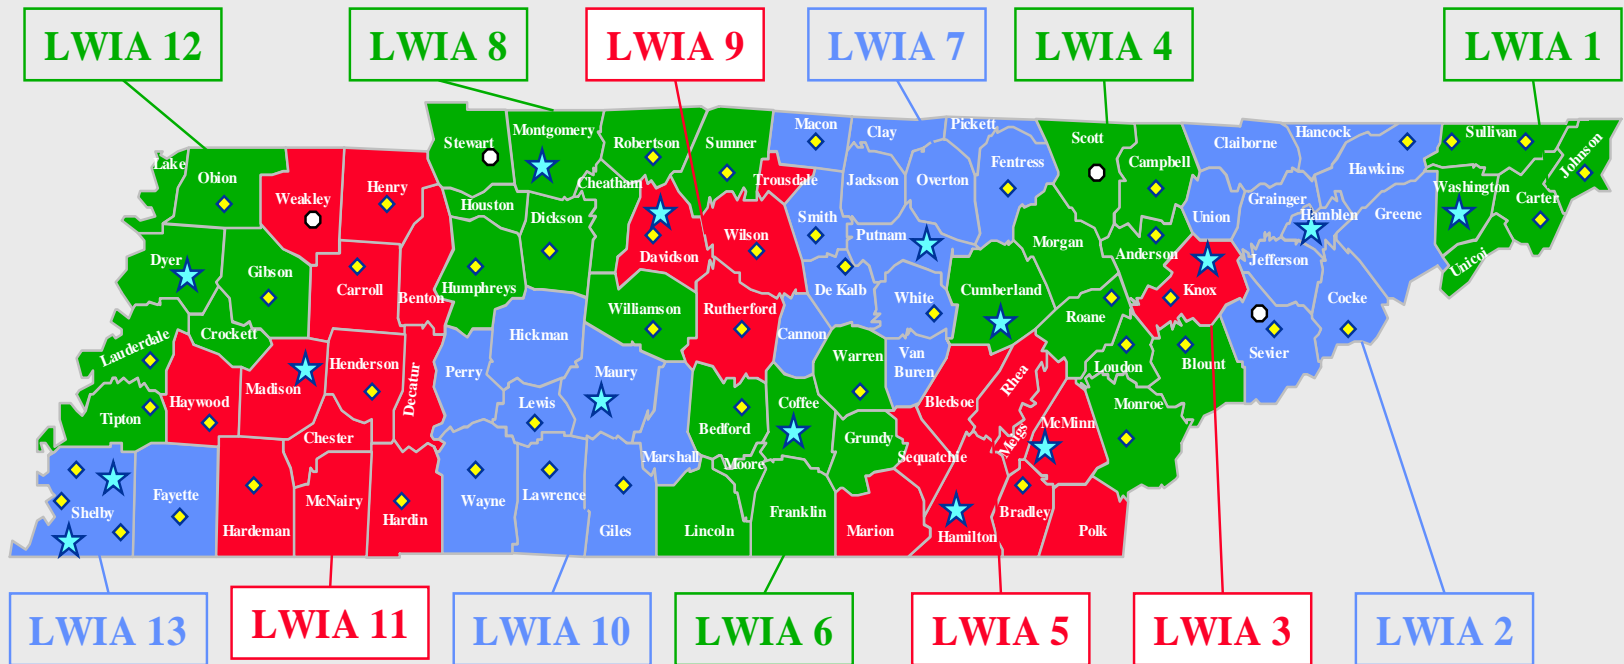 LWIA 12
LWIA 8
LWIA 9
LWIA 7
LWIA 4
LWIA 1
Lake
Obion
Weakley
Henry
Stewart
Montgomery
Robertson
Sumner
Macon
Clay
Pickett
Fentress
Scott
Campbell
Claiborne
Hancock
Hawkins
Sullivan
Johnson
Cheatham
Trousdale
Jackson
Overton
Houston
Dickson
Smith
Putnam
Union
Grainger
Hamblen
Greene
Washington
Carter
Unicoi
Dyer
Gibson
Carroll
Benton
Humphreys
Davidson
Wilson
Morgan
Anderson
Knox
Jefferson
Cocke
De Kalb
White
Cumberland
Roane
Sevier
Lauderdale
Crockett
Williamson
Rutherford
Cannon
Hickman
Henderson
Madison
Haywood
Decatur
Perry
Lewis
Maury
Warren
Van
Buren
Loudon
Blount
Tipton
Chester
Bedford
Coffee
Bledsoe
Rhea
Meigs
McMinn
Monroe
Marshall
Moore
Grundy
Sequatchie
Shelby
Fayette
Hardeman
McNairy
Hardin
Wayne
Lawrence
Giles
Lincoln
Franklin
Marion
Hamilton
Bradley
Polk
LWIA 13
LWIA 11
LWIA 10
LWIA 6
LWIA 5
LWIA 3
LWIA 2